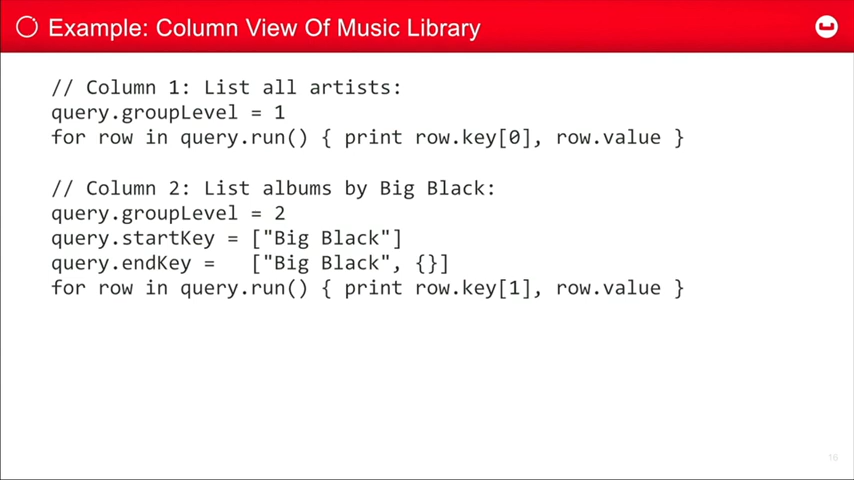 Example: Column View Of Music Library
// Column 1: List all artists:
query.groupLevel = 1
for row in query.run() { print row.key[0], row.value }
// Column 2: List albums by Big Black:
query.groupLevel = 2
query.startKey = ["Big Black"]
query.endKey =   ["Big Black", {}]
for row in query.run() { print row.key[1], row.value }
16